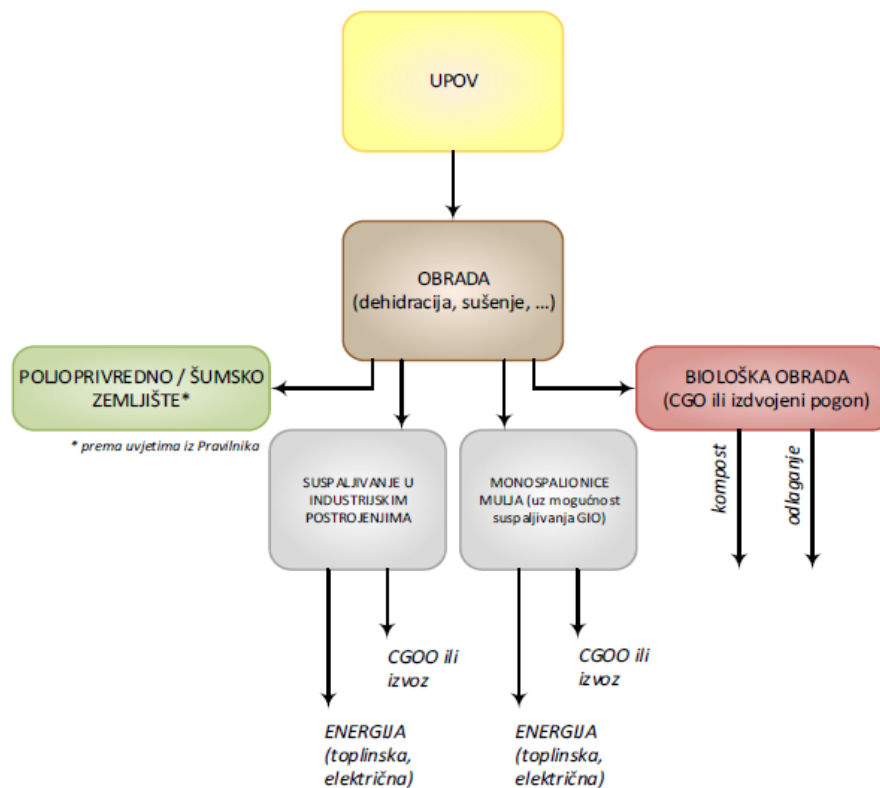 UPOV
OBRADA
(dehidracija, sušenje, ...)
POLJOPRIVREDNO / ŠUMSKO
ZEMLJIŠTE*
* prema uvjetima iz Pravilnika
BIOLOŠKA OBRADA
(CGO ili izdvojeni pogon)
SUSPALJIVANJE U
INDUSTRIJSKIM
POSTROJENJIMA
MONOSPALIONICE
MULJA (uz mogućnost
suspaljivanja GIO)
kompost
odlaganje
CGOO ili
izvoz
CGOO ili
izvoz
ENERGIJA
(toplinska,
električna)
ENERGIJA
(toplinska,
električna)